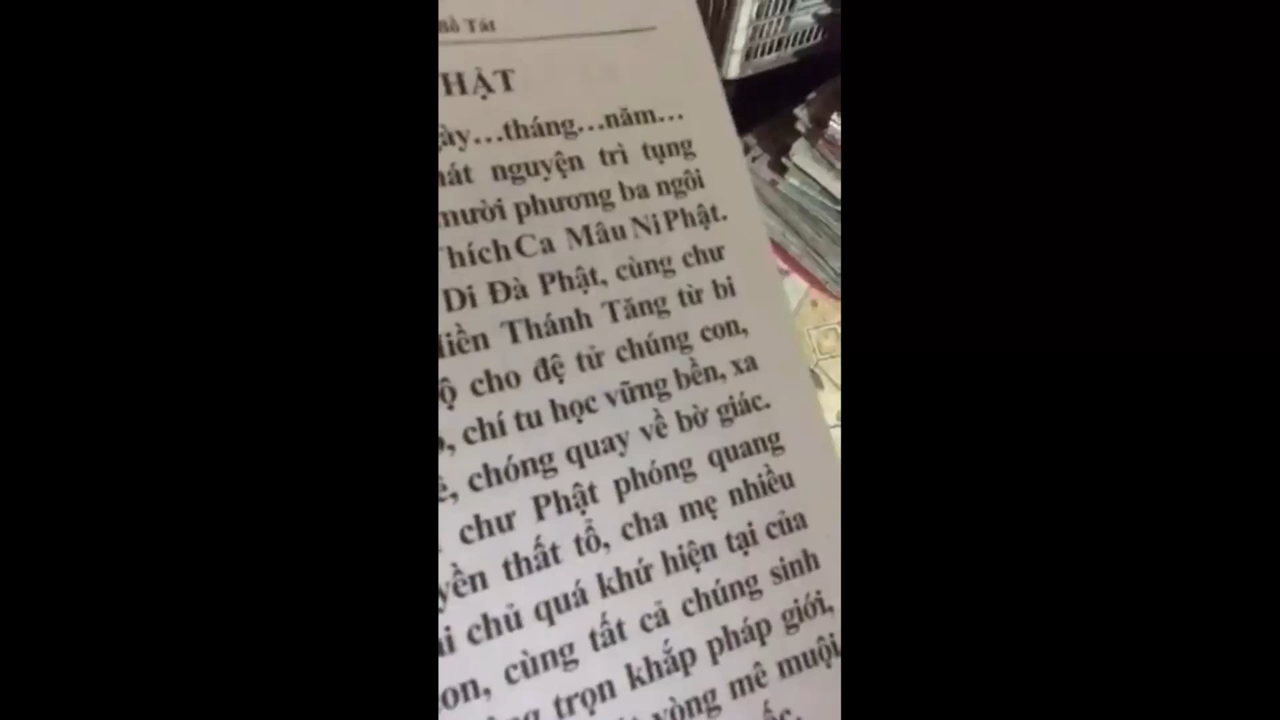 Bồ Tát
HẬT
ày...tháng...năm...
nguyện trì tụng
mười phương ba ngôi
Thích Ca Mâu Ni Phật.
Di Đà Phật, cùng chư
Hiền Thánh Tăng từ bi
cho đệ tử chúng con,
chí tu học vững bền, xa
chóng quay về bờ giác.
chư Phật phóng quang
yền thất tổ, cha mẹ nhiều
chủ quá khứ hiện tại của
on, cùng tất cả chúng sinh
trọn khắp pháp giới,
vòng mê muội